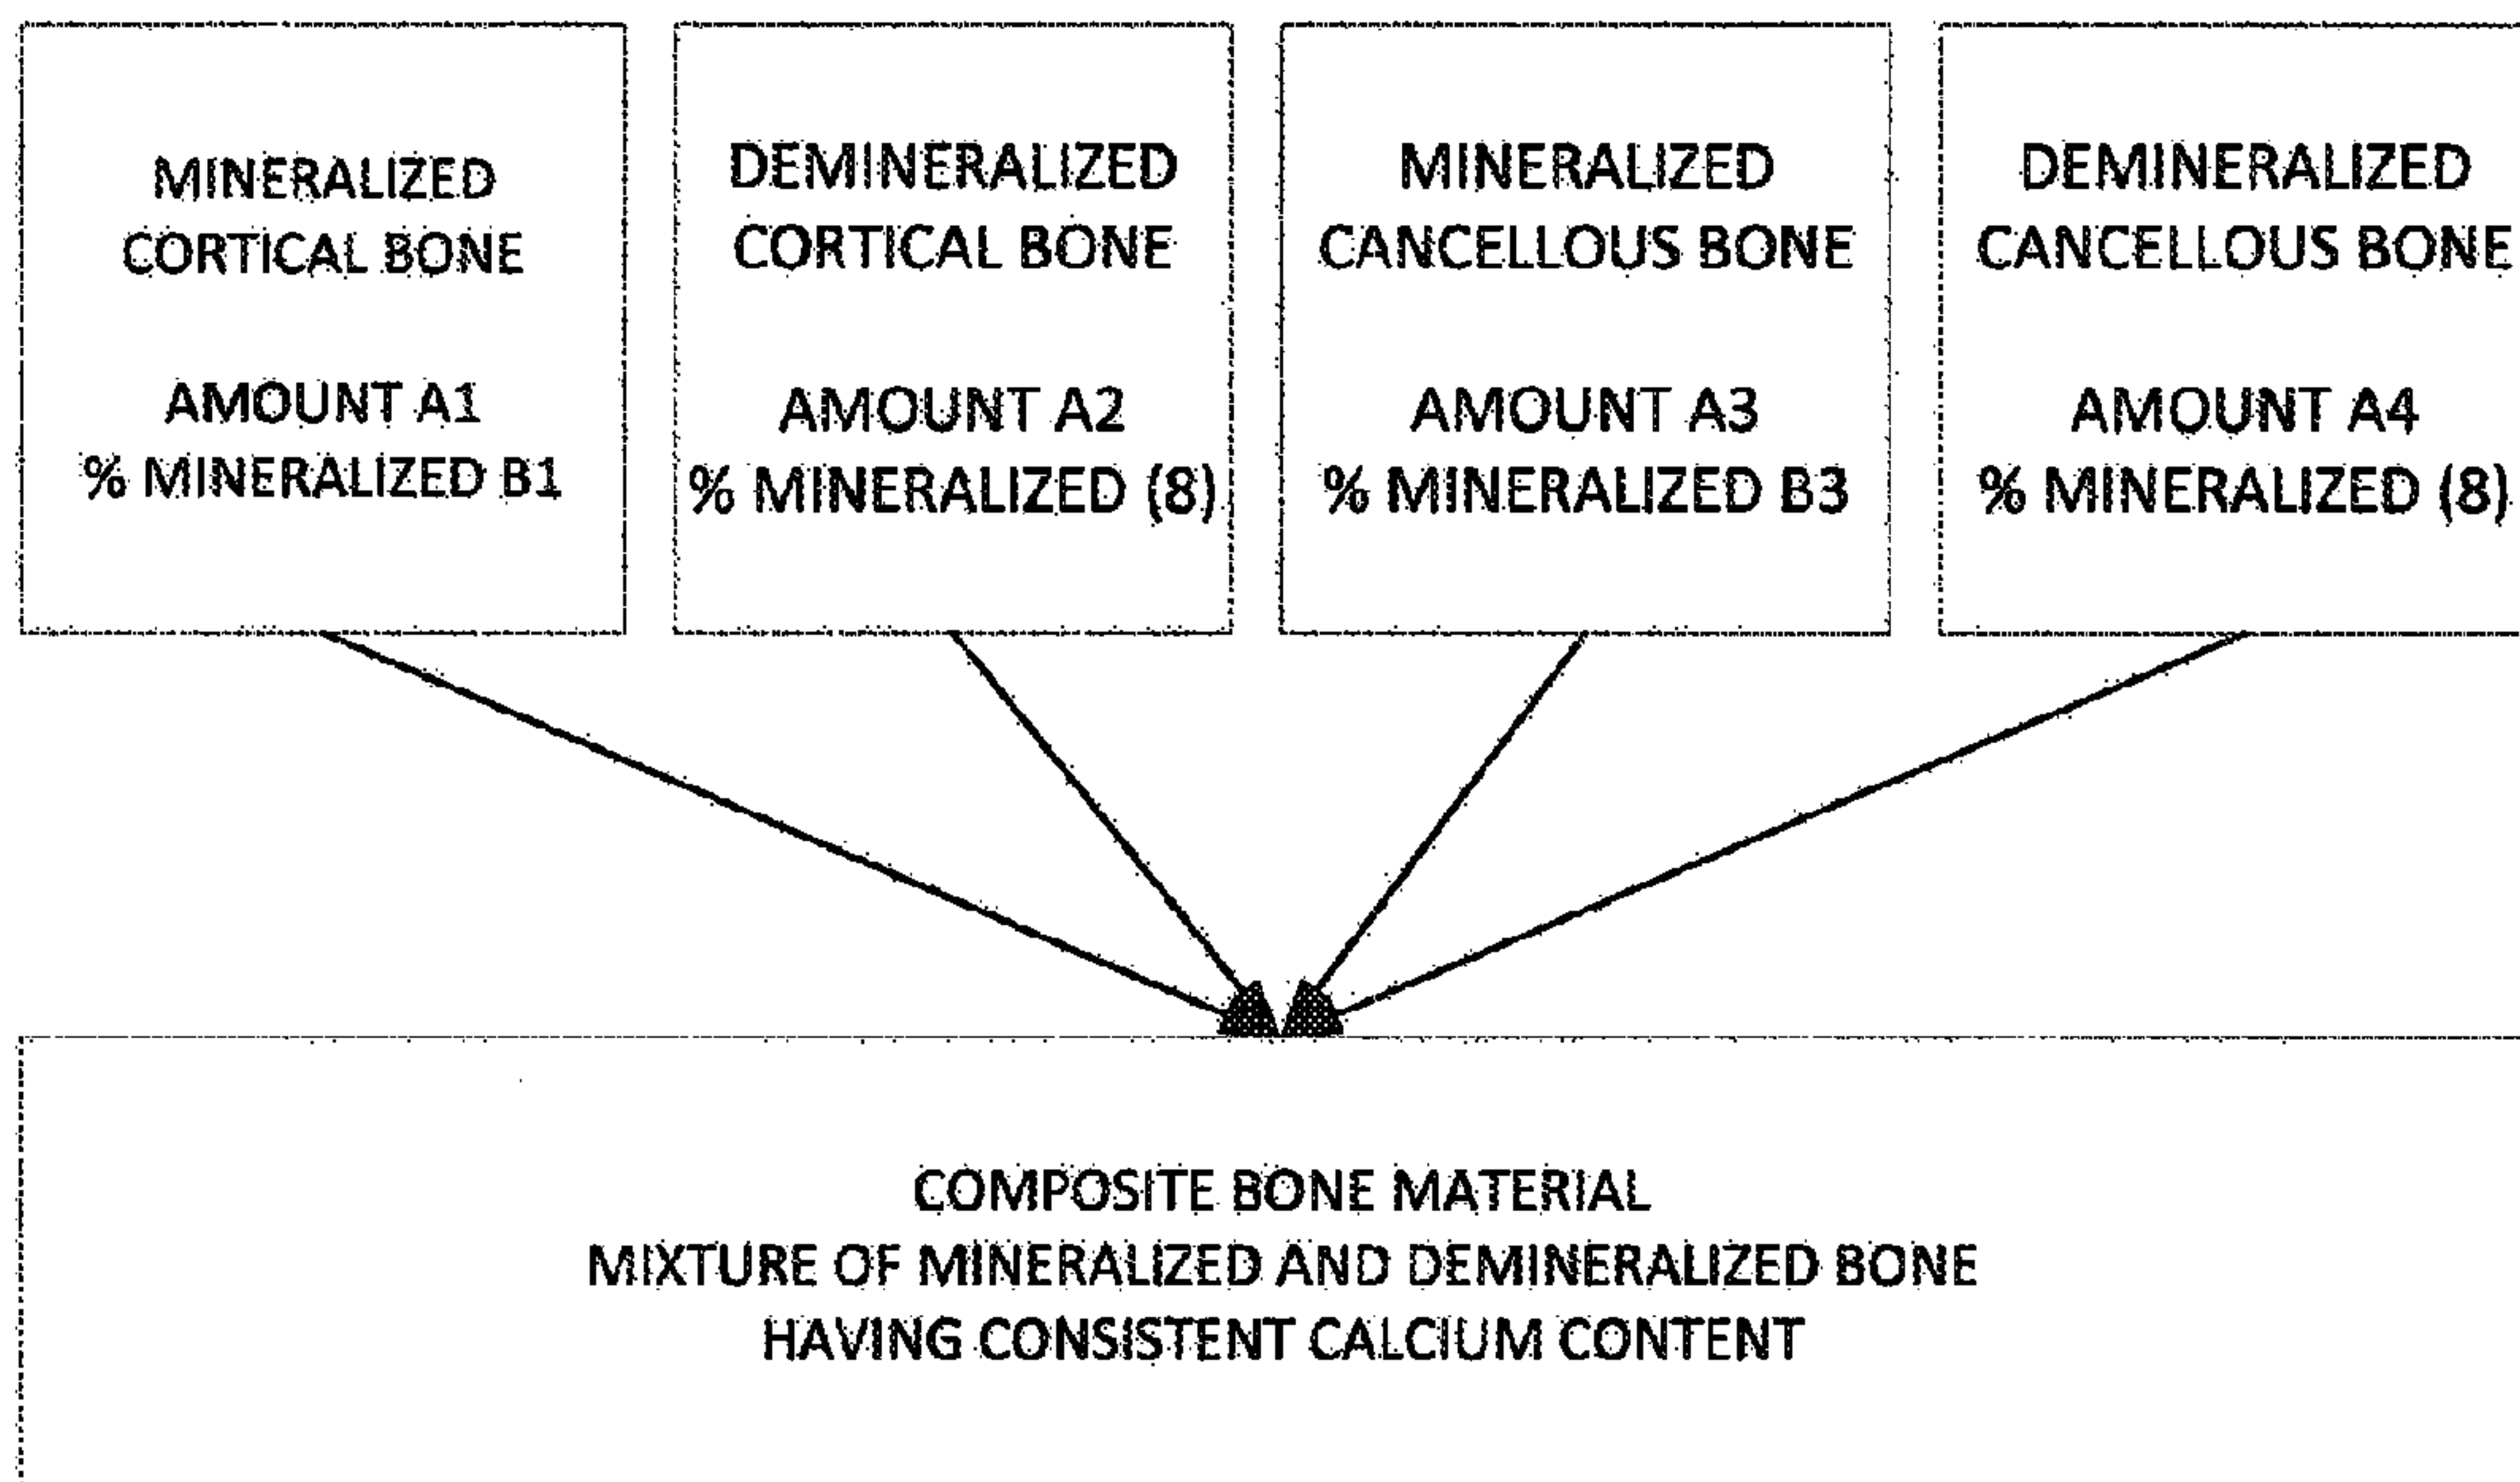 MINERALIZED
CORTICAL BONE
AMOUNT A1
% MINERALIZED B1
DEMINERALIZED
CORTICAL BONE
AMOUNT A2
% MINERALIZED (8)
MINERALIZED
CANCELLOUS BONE
AMOUNT A3
% MINERALIZED B3
DEMINERALIZED
CANCELLOUS BONE
AMOUNT A4
% MINERALIZED (8)
COMPOSITE BONE MATERIAL
MIXTURE OF MINERALIZED AND DEMINERALIZED BONE
HAVING CONSISTENT CALCIUM CONTENT